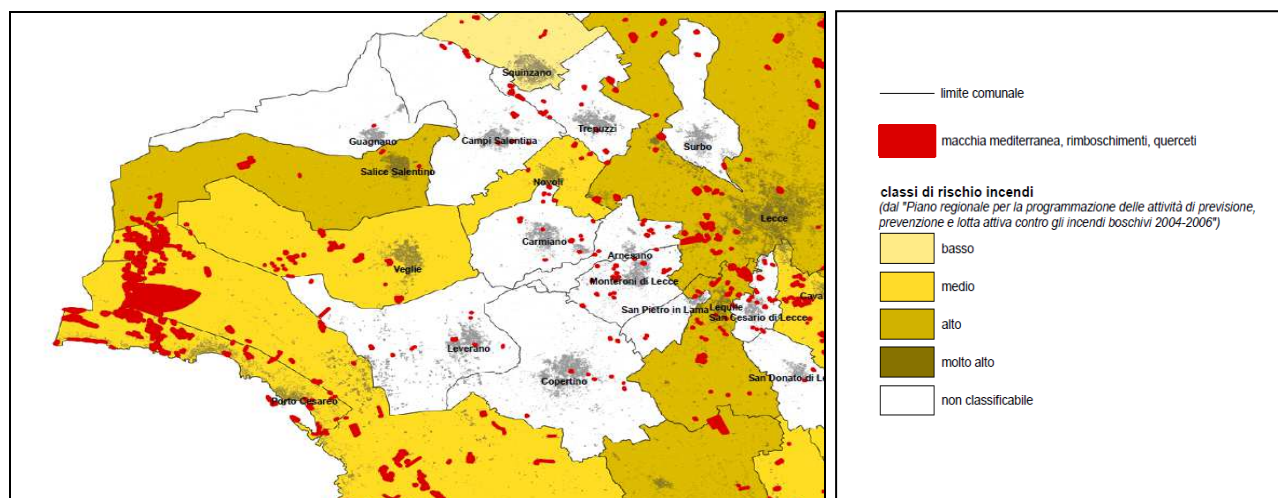 Squinzano
Trepuzzi
Guagnano
Campi Salentina
Surbo
Salice Salentino
Novoli
Lecce
Carmiano
Arnesano
Veglie
Monteroni di Lecce
San Pietro in Lama
Lequile
San Cesario di Lecce
Cava
Leverano
Copertino
San Donato di Le
Porto Cesareo
limite comunale
macchia mediterranea, rimboschimenti, querceti
classi di rischio incendi
(dal "Piano regionale per la programmazione delle attività di previsione,
prevenzione e lotta attiva contro gli incendi boschivi 2004-2006")
basso
medio
alto
molto alto
non classificabile